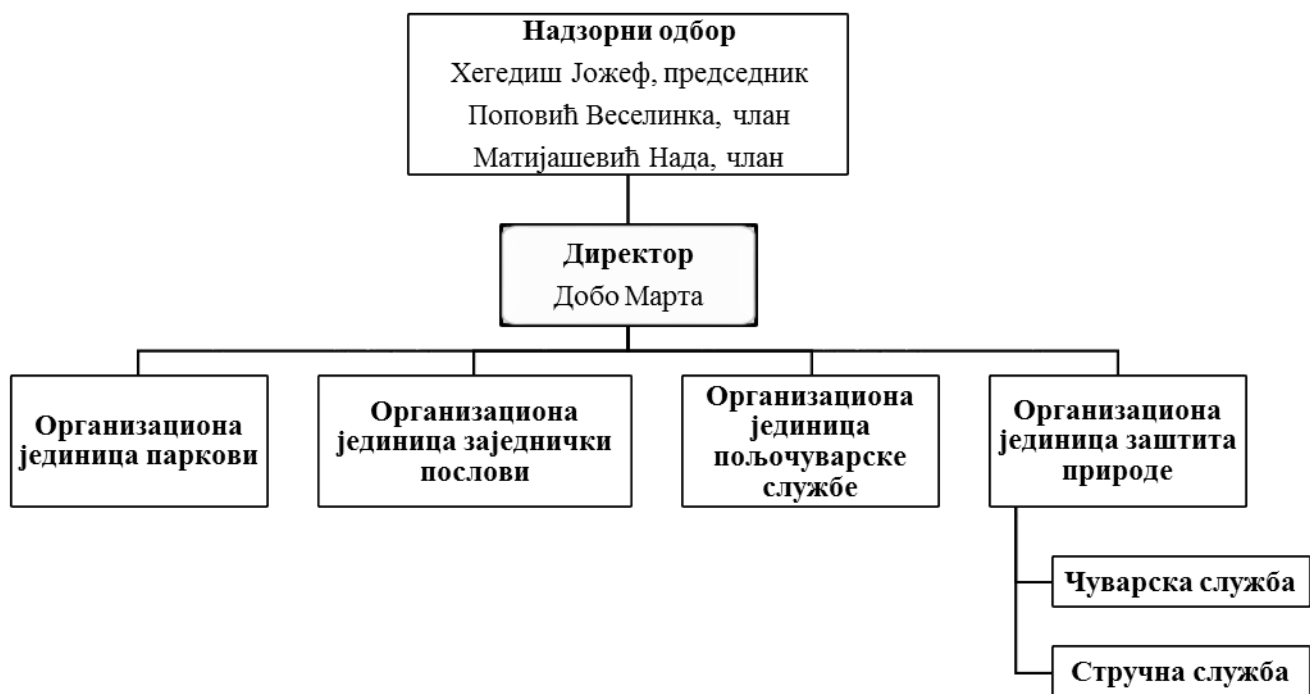 Надзорни одбор
Хегедиш Јожеф, председник
Поповић Веселинка, члан
Матијашевић Нада, члан
Директор
Добо Марта
Организациона
јединица паркови
Организациона
јединица заједнички
послови
Организациона
јединица
пољочуварске
службе
Организациона
јединица заштита
природе
Чуварска служба
Стручна служба